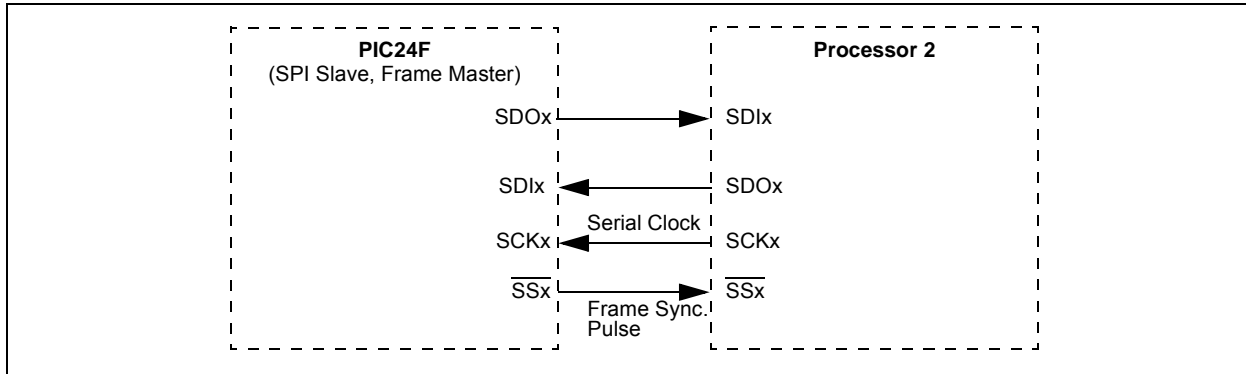 PIC24F
(SPI Slave, Frame Master)
Processor 2
SDOx
SDIx
SDIx
SDOx
Serial Clock
SCKx
SCKx
SSx
SSx
Frame Sync.
Pulse